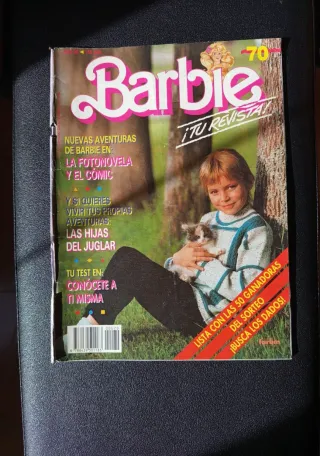 70
Barbie
¡TU REVISTA!
NUEVAS AVENTURAS
DE BARBIE EN:
LA FOTONOVELA
Y EL CÓMIC
Y SI QUIERES
VIVIR TUS PROPIAS
AVENTURAS:
LAS HIJAS
DEL JUGLAR
TU TEST EN:
CONÓCETE A
TI MISMA
LISTA CON LAS 50 GANADORAS
DEL SORTEO
¡BUSCA LOS DADOS!